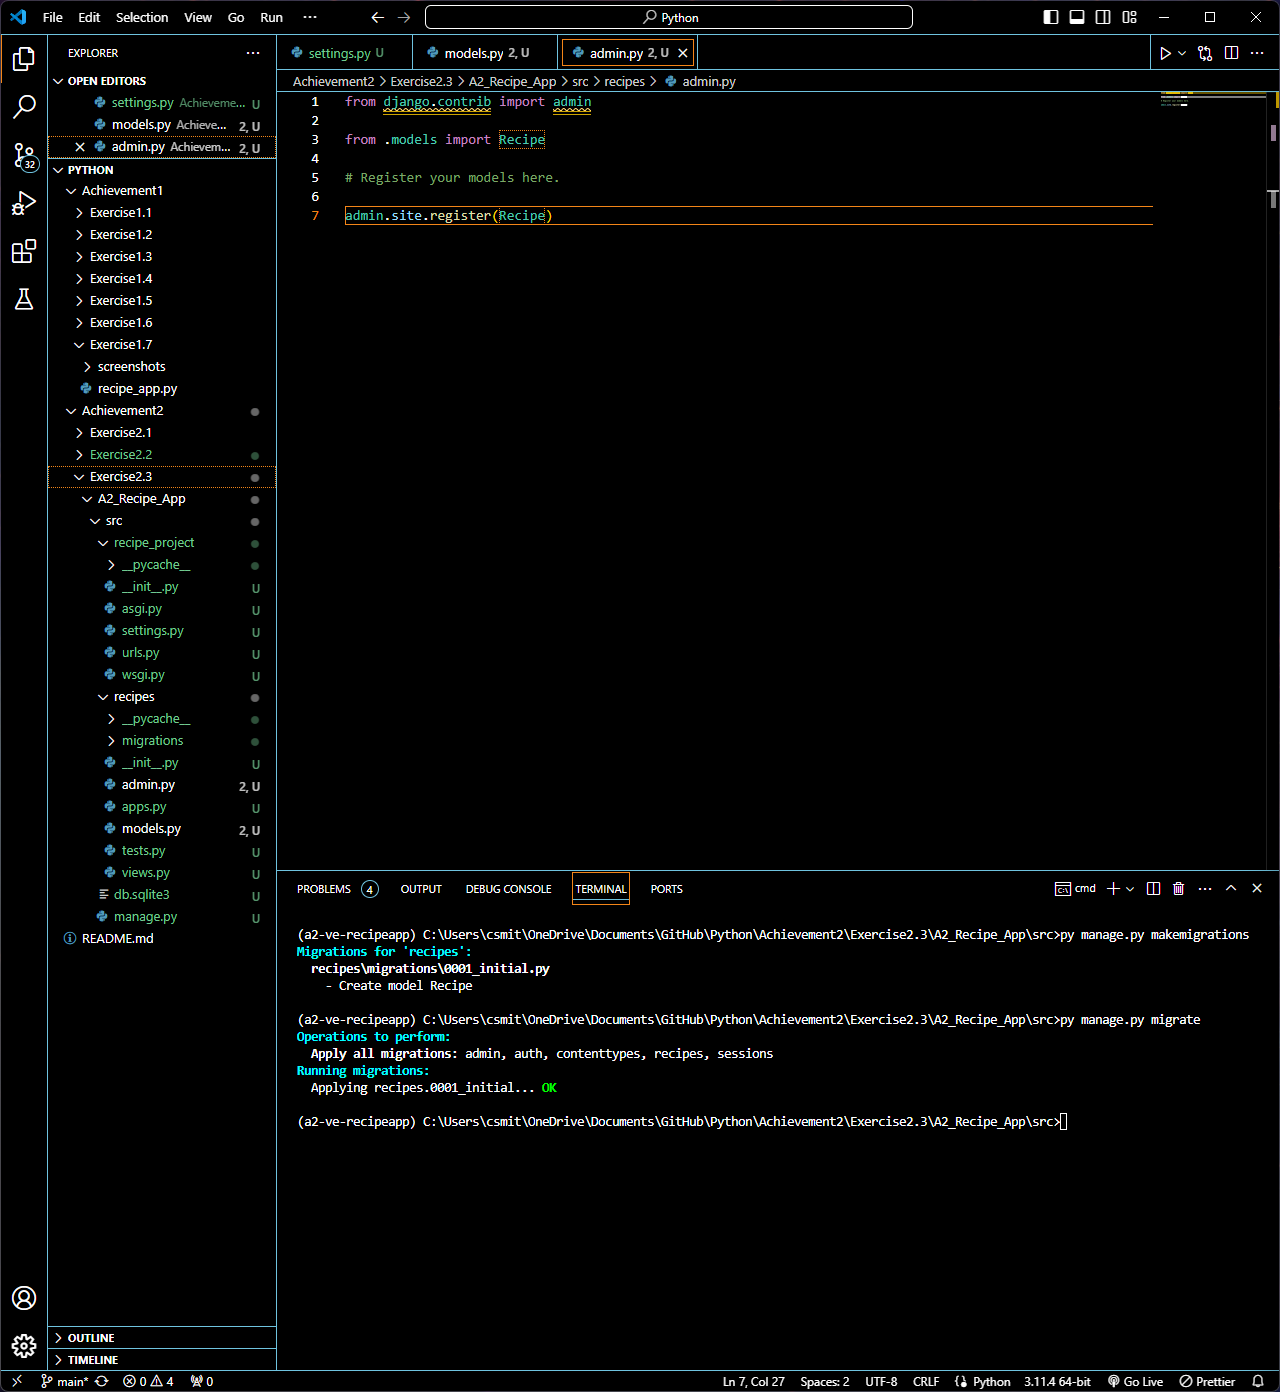 File Edit Selection View Go Run ··· Python
EXPLORER ···
OPEN EDITORS
settings.py Achieveme... U
models.py Achieve... 2, U
admin.py Achievem... 2, U
PYTHON
Achievement1
Exercise1.1
Exercise1.2
Exercise1.3
Exercise1.4
Exercise1.5
Exercise1.6
Exercise1.7
screenshots
recipe_app.py
Achievement2
Exercise2.1
Exercise2.2
Exercise2.3
A2_Recipe_App
src
recipe_project
__pycache__
__init__.py U
asgi.py U
settings.py U
urls.py U
wsgi.py U
recipes
__pycache__
migrations
__init__.py U
admin.py 2, U
apps.py U
models.py 2, U
tests.py U
views.py U
db.sqlite3 U
manage.py U
README.md
OUTLINE
TIMELINE
32
settings.py U models.py 2, U admin.py 2, U
Achievement2 > Exercise2.3 > A2_Recipe_App > src > recipes > admin.py
1 from django.contrib import admin
2
3 from .models import Recipe
4
5 # Register your models here.
6
7 admin.site.register(Recipe)
PROBLEMS 4 OUTPUT DEBUG CONSOLE TERMINAL PORTS cmd
(a2-ve-recipeapp) C:\Users\csmit\OneDrive\Documents\GitHub\Python\Achievement2\Exercise2.3\A2_Recipe_App\src>py manage.py makemigrations
Migrations for 'recipes':
recipes\migrations\0001_initial.py
- Create model Recipe
(a2-ve-recipeapp) C:\Users\csmit\OneDrive\Documents\GitHub\Python\Achievement2\Exercise2.3\A2_Recipe_App\src>py manage.py migrate
Operations to perform:
Apply all migrations: admin, auth, contenttypes, recipes, sessions
Running migrations:
Applying recipes.0001_initial... OK
(a2-ve-recipeapp) C:\Users\csmit\OneDrive\Documents\GitHub\Python\Achievement2\Exercise2.3\A2_Recipe_App\src>
main* 0 4 0 Ln 7, Col 27 Spaces: 2 UTF-8 CRLF Python 3.11.4 64-bit Go Live Prettier